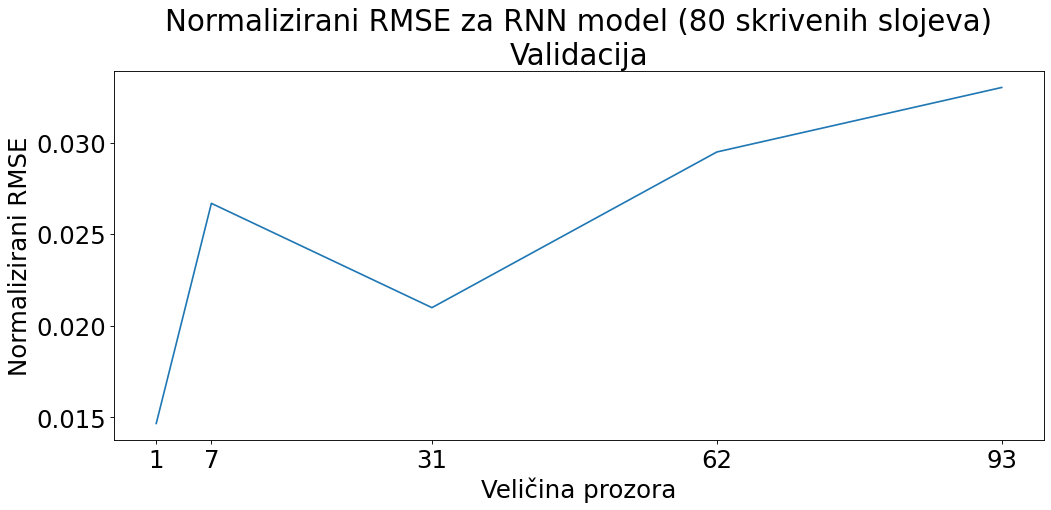 Normalizirani RMSE za RNN model (80 skrivenih slojeva)
Validacija
Normalizirani RMSE
0.030
0.025
0.020
0.015
1 7 31 62 93
Veličina prozora